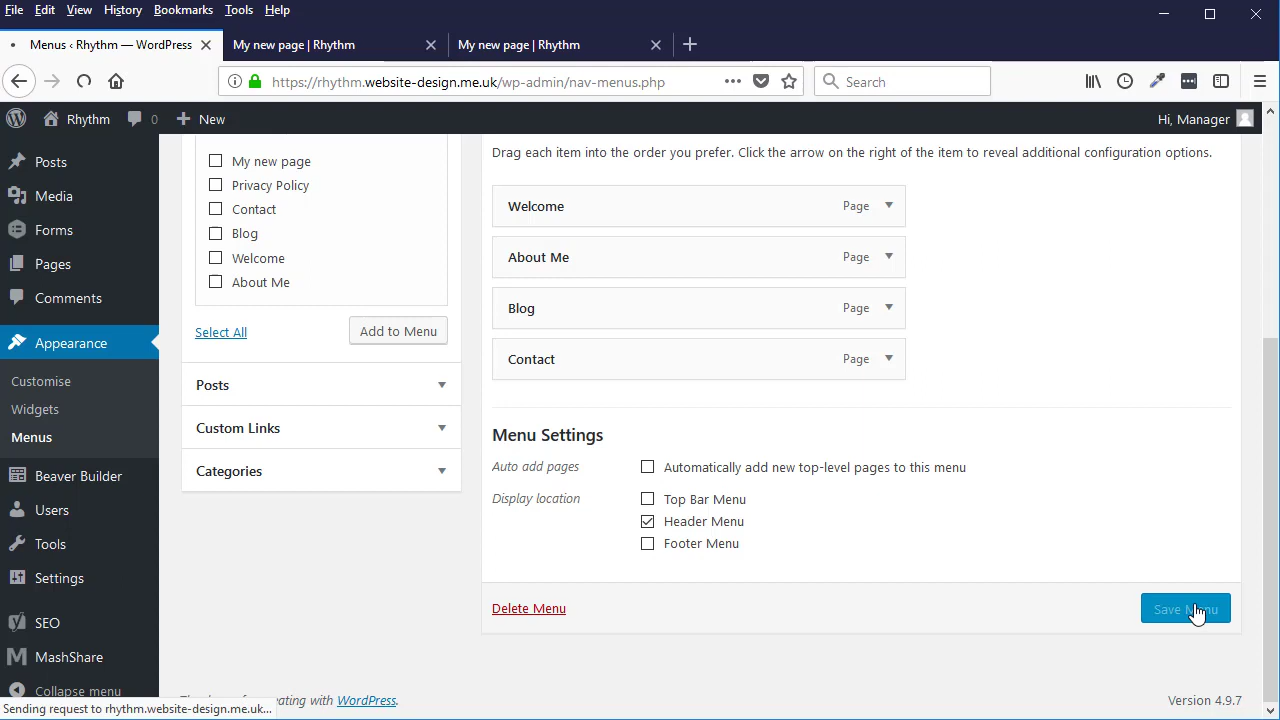 File Edit View History Bookmarks Tools Help
Menus ‹ Rhythm — WordPress
My new page | Rhythm
My new page | Rhythm
https://rhythm.website-design.me.uk/wp-admin/nav-menus.php
Search
Rhythm
0
New
Hi, Manager
Posts
Media
Forms
Pages
Comments
Appearance
Customise
Widgets
Menus
Beaver Builder
Users
Tools
Settings
SEO
MashShare
Collapse menu
My new page
Privacy Policy
Contact
Blog
Welcome
About Me
Select All
Add to Menu
Posts
Custom Links
Categories
Drag each item into the order you prefer. Click the arrow on the right of the item to reveal additional configuration options.
Welcome Page
About Me Page
Blog Page
Contact Page
Menu Settings
Auto add pages
Automatically add new top-level pages to this menu
Display location
Top Bar Menu
Header Menu
Footer Menu
Delete Menu
Save Menu
with WordPress.
Version 4.9.7
Sending request to rhythm.website-design.me.uk...